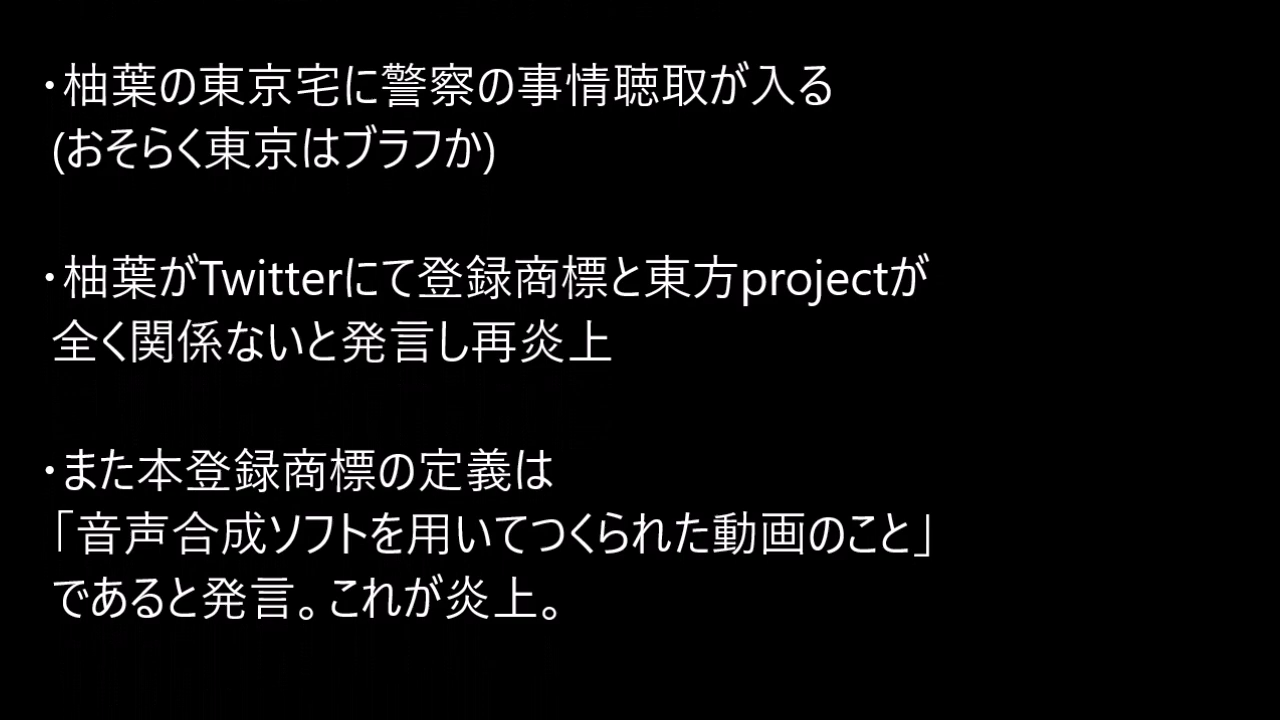 ・柚葉の東京宅に警察の事情聴取が入る
(おそらく東京はブラフか)
・柚葉がTwitterにて登録商標と東方projectが
全く関係ないと発言し再炎上
・また本登録商標の定義は
「音声合成ソフトを用いてつくられた動画のこと」
であると発言。これが炎上。